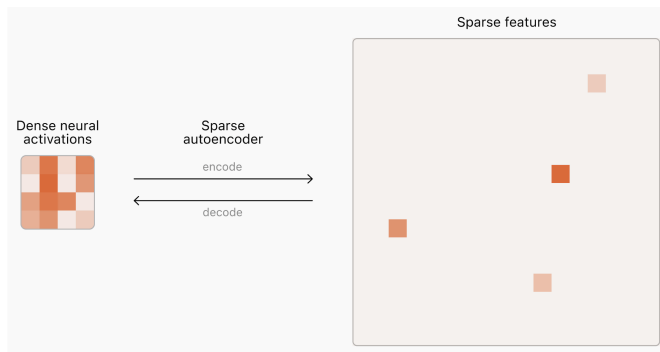 Sparse features
Dense neural
activations
Sparse
autoencoder
encode
decode